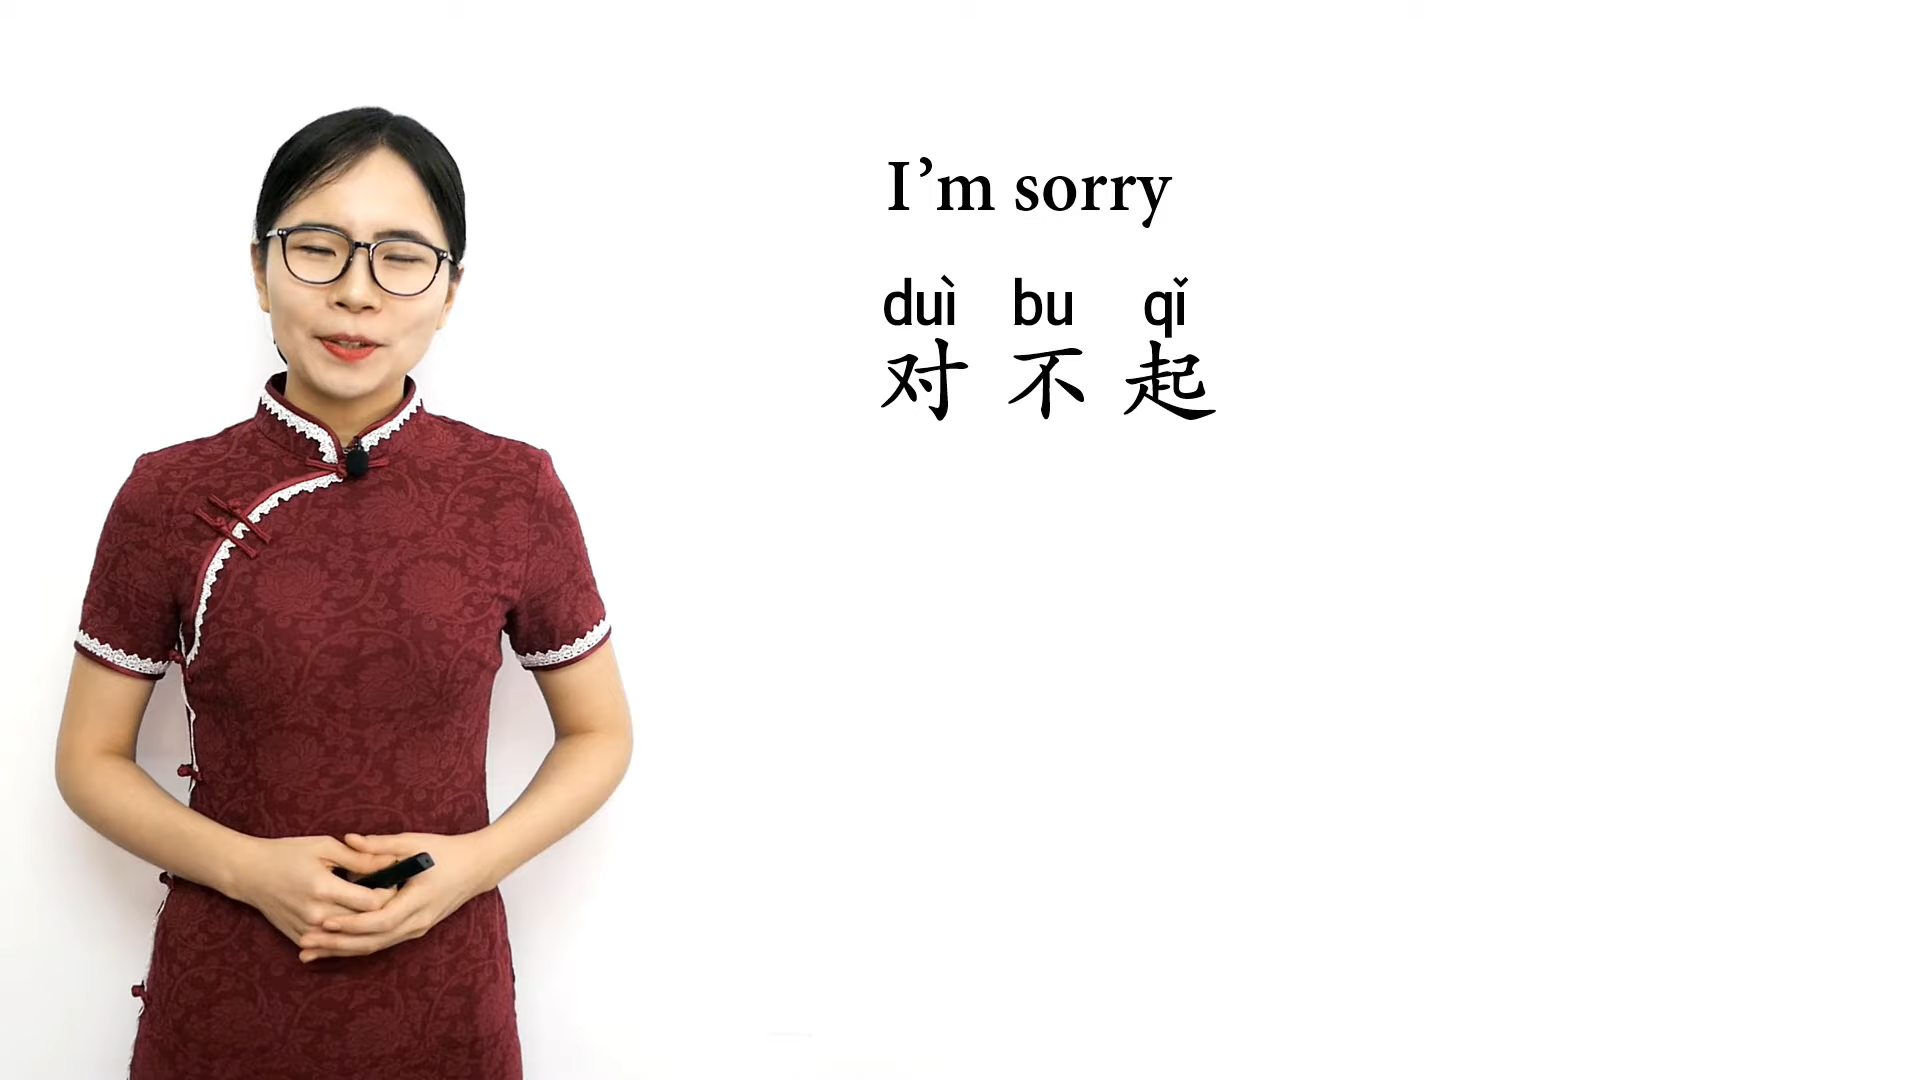 I’m sorry
duì bu qǐ
对不起